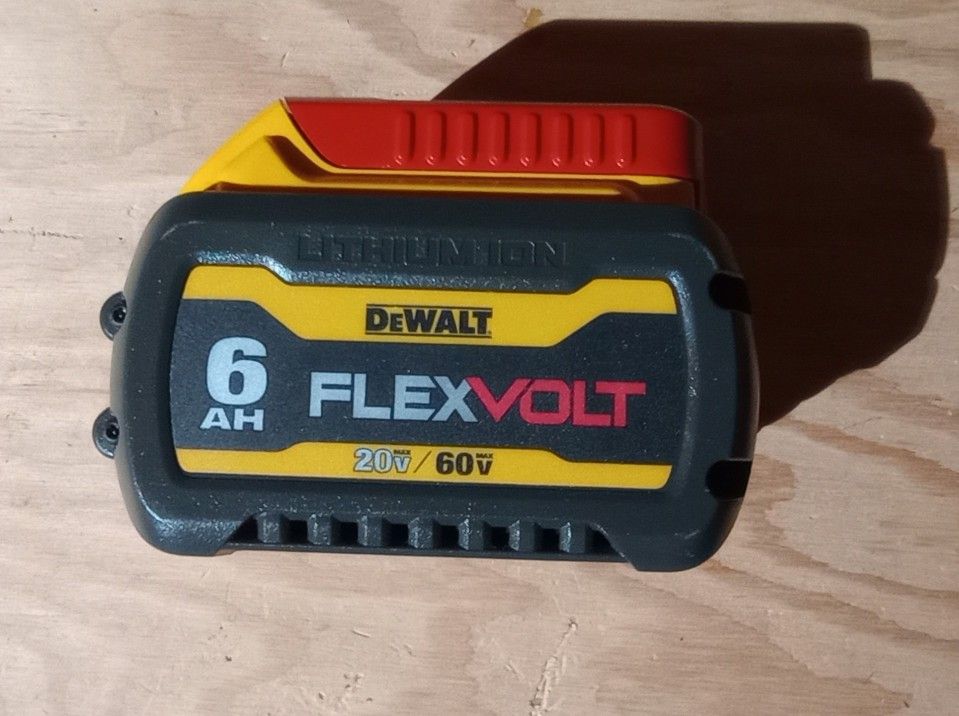 LITHIUM-ION
DEWALT
6
AH
FLEXVOLT
20V MAX / 60V MAX